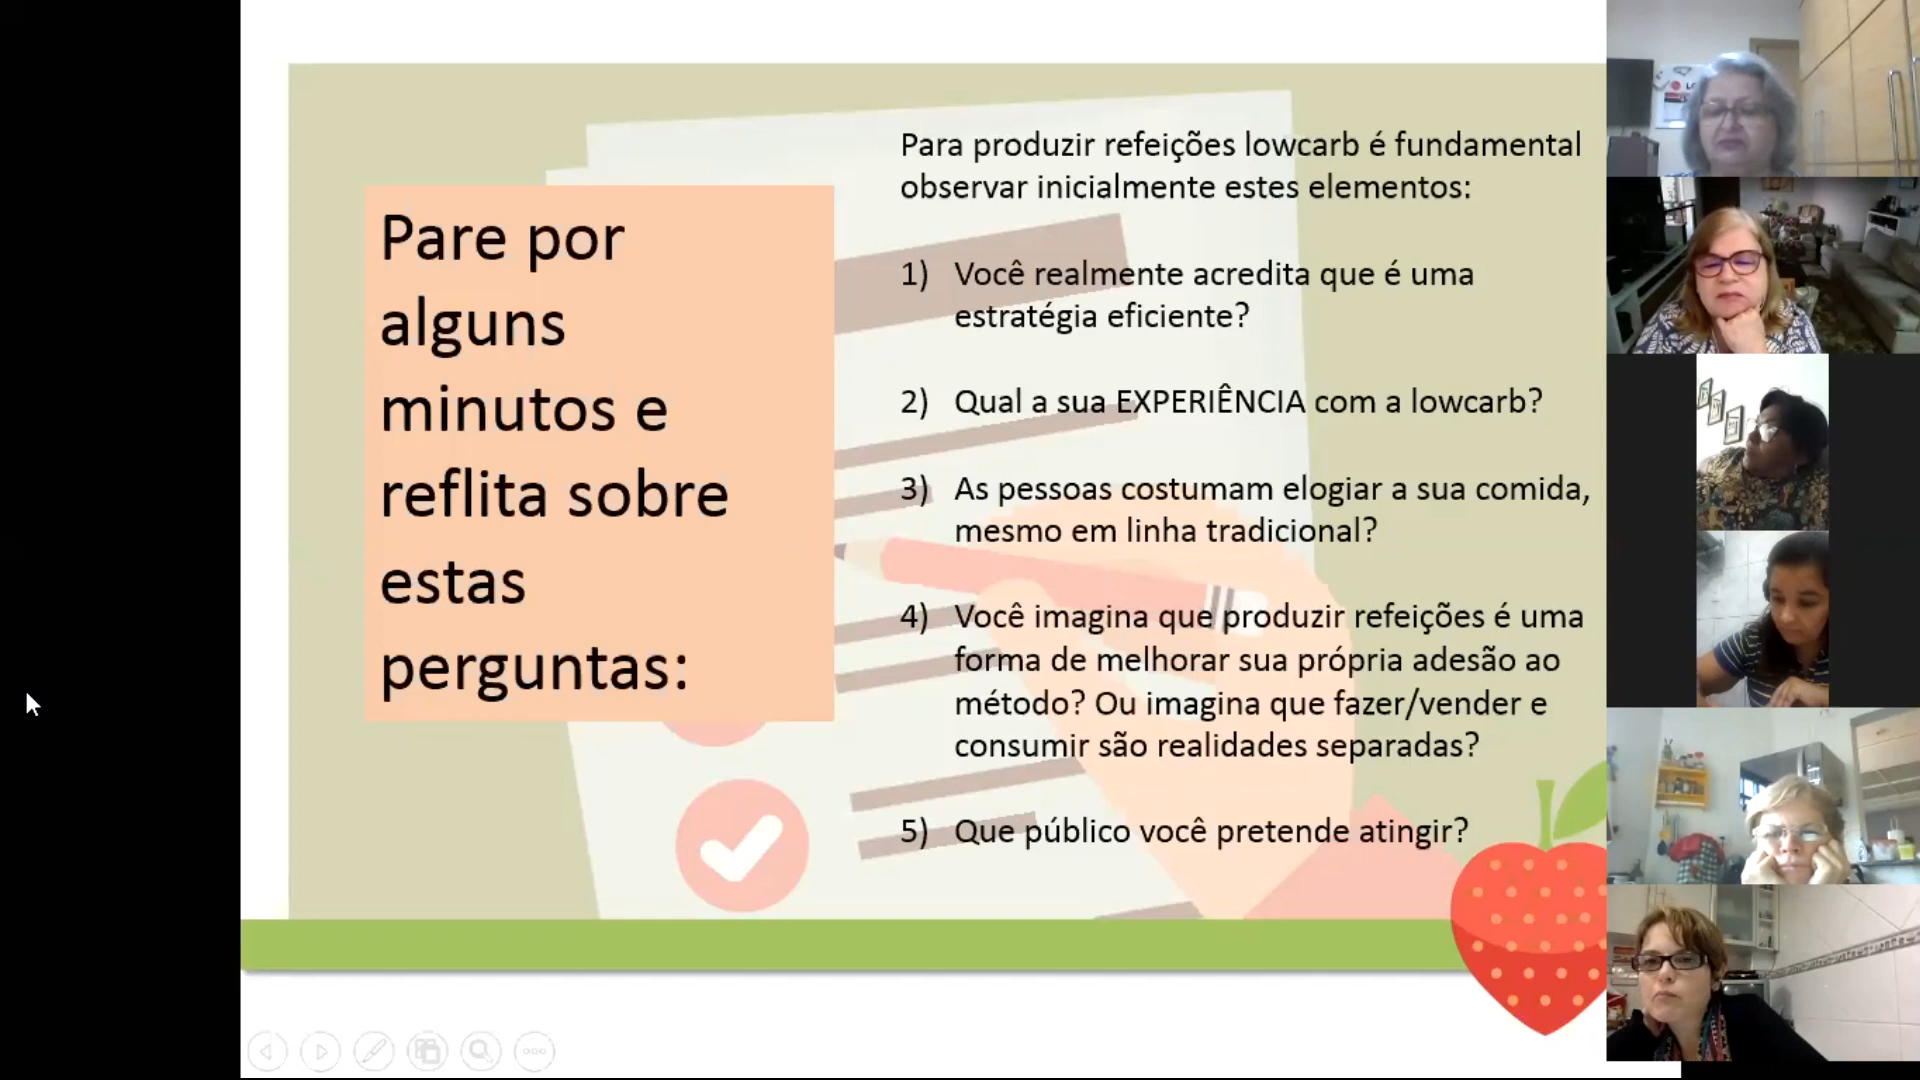 Pare por
alguns
minutos e
reflita sobre
estas
perguntas:
Para produzir refeições lowcarb é fundamental
observar inicialmente estes elementos:
1) Você realmente acredita que é uma
estratégia eficiente?
2) Qual a sua EXPERIÊNCIA com a lowcarb?
3) As pessoas costumam elogiar a sua comida,
mesmo em linha tradicional?
4) Você imagina que produzir refeições é uma
forma de melhorar sua própria adesão ao
método? Ou imagina que fazer/vender e
consumir são realidades separadas?
5) Que público você pretende atingir?